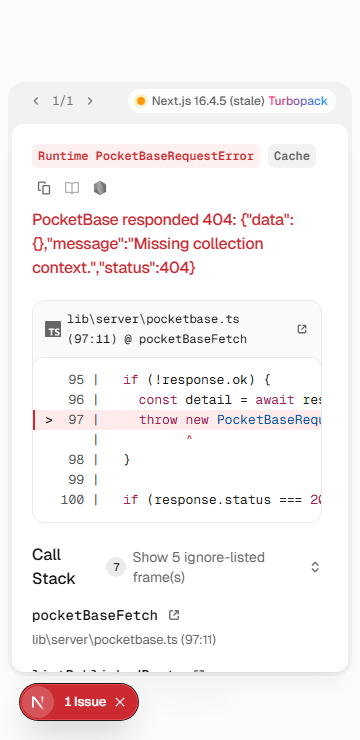 1/1
Next.js 16.4.5 (stale) Turbopack
Runtime PocketBaseRequestError Cache
PocketBase responded 404: {"data":
{},"message":"Missing collection
context.","status":404}
TS
lib\server\pocketbase.ts
(97:11) @ pocketBaseFetch
95 | if (!response.ok) {
96 | const detail = await res
> 97 | throw new PocketBaseRequ
| ^
98 | }
99 |
100 | if (response.status === 20
Call
Stack
7
Show 5 ignore-listed
frame(s)
pocketBaseFetch
lib\server\pocketbase.ts (97:11)
N 1 Issue